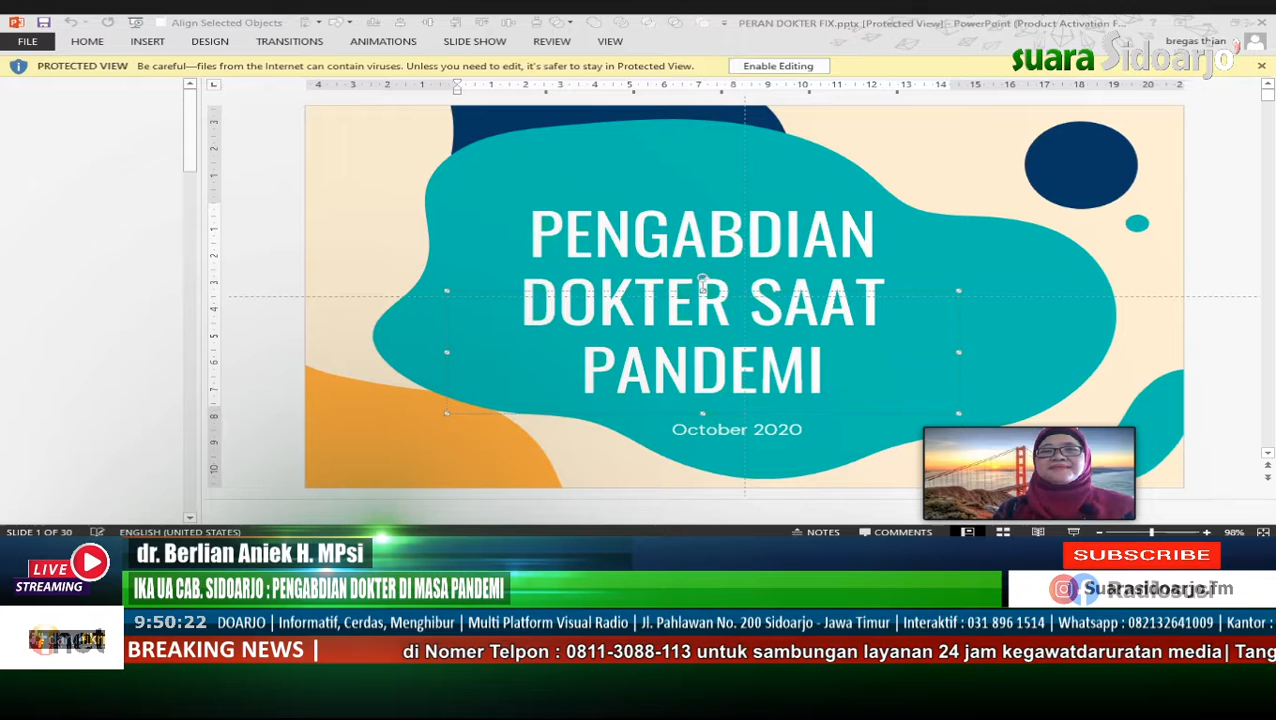 Align Selected Objects
PERAN DOKTER FIX.pptx [Protected View] - PowerPoint (Product Activation F...
FILE HOME INSERT DESIGN TRANSITIONS ANIMATIONS SLIDE SHOW REVIEW VIEW
bregas thian
suara Sidoarjo
PROTECTED VIEW Be careful—files from the Internet can contain viruses. Unless you need to edit, it's safer to stay in Protected View. Enable Editing
PENGABDIAN
DOKTER SAAT
PANDEMI
October 2020
SLIDE 1 OF 30 ENGLISH (UNITED STATES) NOTES COMMENTS 98%
LIVE
STREAMING
dr. Berlian Aniek H. MPsi
SUBSCRIBE
IKA UA CAB. SIDOARJO : PENGABDIAN DOKTER DI MASA PANDEMI
9:50:22 DOARJO | Informatif, Cerdas, Menghibur | Multi Platform Visual Radio | Jl. Pahlawan No. 200 Sidoarjo - Jawa Timur | Interaktif : 031 896 1514 | Whatsapp : 082132641009 | Kantor :
BREAKING NEWS | di Nomer Telpon : 0811-3088-113 untuk sambungan layanan 24 jam kegawatdaruratan media| Tang